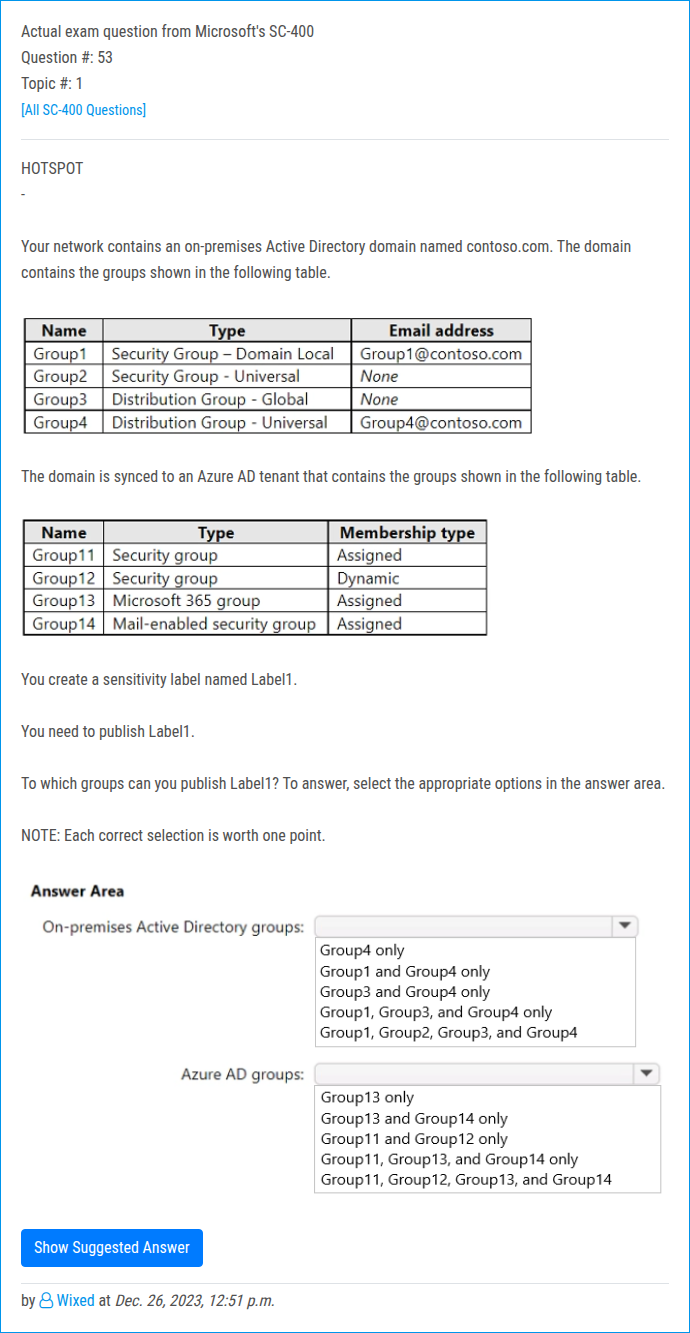 Actual exam question from Microsoft's SC-400
Question #: 53
Topic #: 1
[All SC-400 Questions]
HOTSPOT
-
Your network contains an on-premises Active Directory domain named contoso.com. The domain
contains the groups shown in the following table.
Name Type Email address
Group1 Security Group – Domain Local Group1@contoso.com
Group2 Security Group - Universal None
Group3 Distribution Group - Global None
Group4 Distribution Group - Universal Group4@contoso.com
The domain is synced to an Azure AD tenant that contains the groups shown in the following table.
Name Type Membership type
Group11 Security group Assigned
Group12 Security group Dynamic
Group13 Microsoft 365 group Assigned
Group14 Mail-enabled security group Assigned
You create a sensitivity label named Label1.
You need to publish Label1.
To which groups can you publish Label1? To answer, select the appropriate options in the answer area.
NOTE: Each correct selection is worth one point.
Answer Area
On-premises Active Directory groups:
Group4 only
Group1 and Group4 only
Group3 and Group4 only
Group1, Group3, and Group4 only
Group1, Group2, Group3, and Group4
Azure AD groups:
Group13 only
Group13 and Group14 only
Group11 and Group12 only
Group11, Group13, and Group14 only
Group11, Group12, Group13, and Group14
Show Suggested Answer
by Wixed at Dec. 26, 2023, 12:51 p.m.